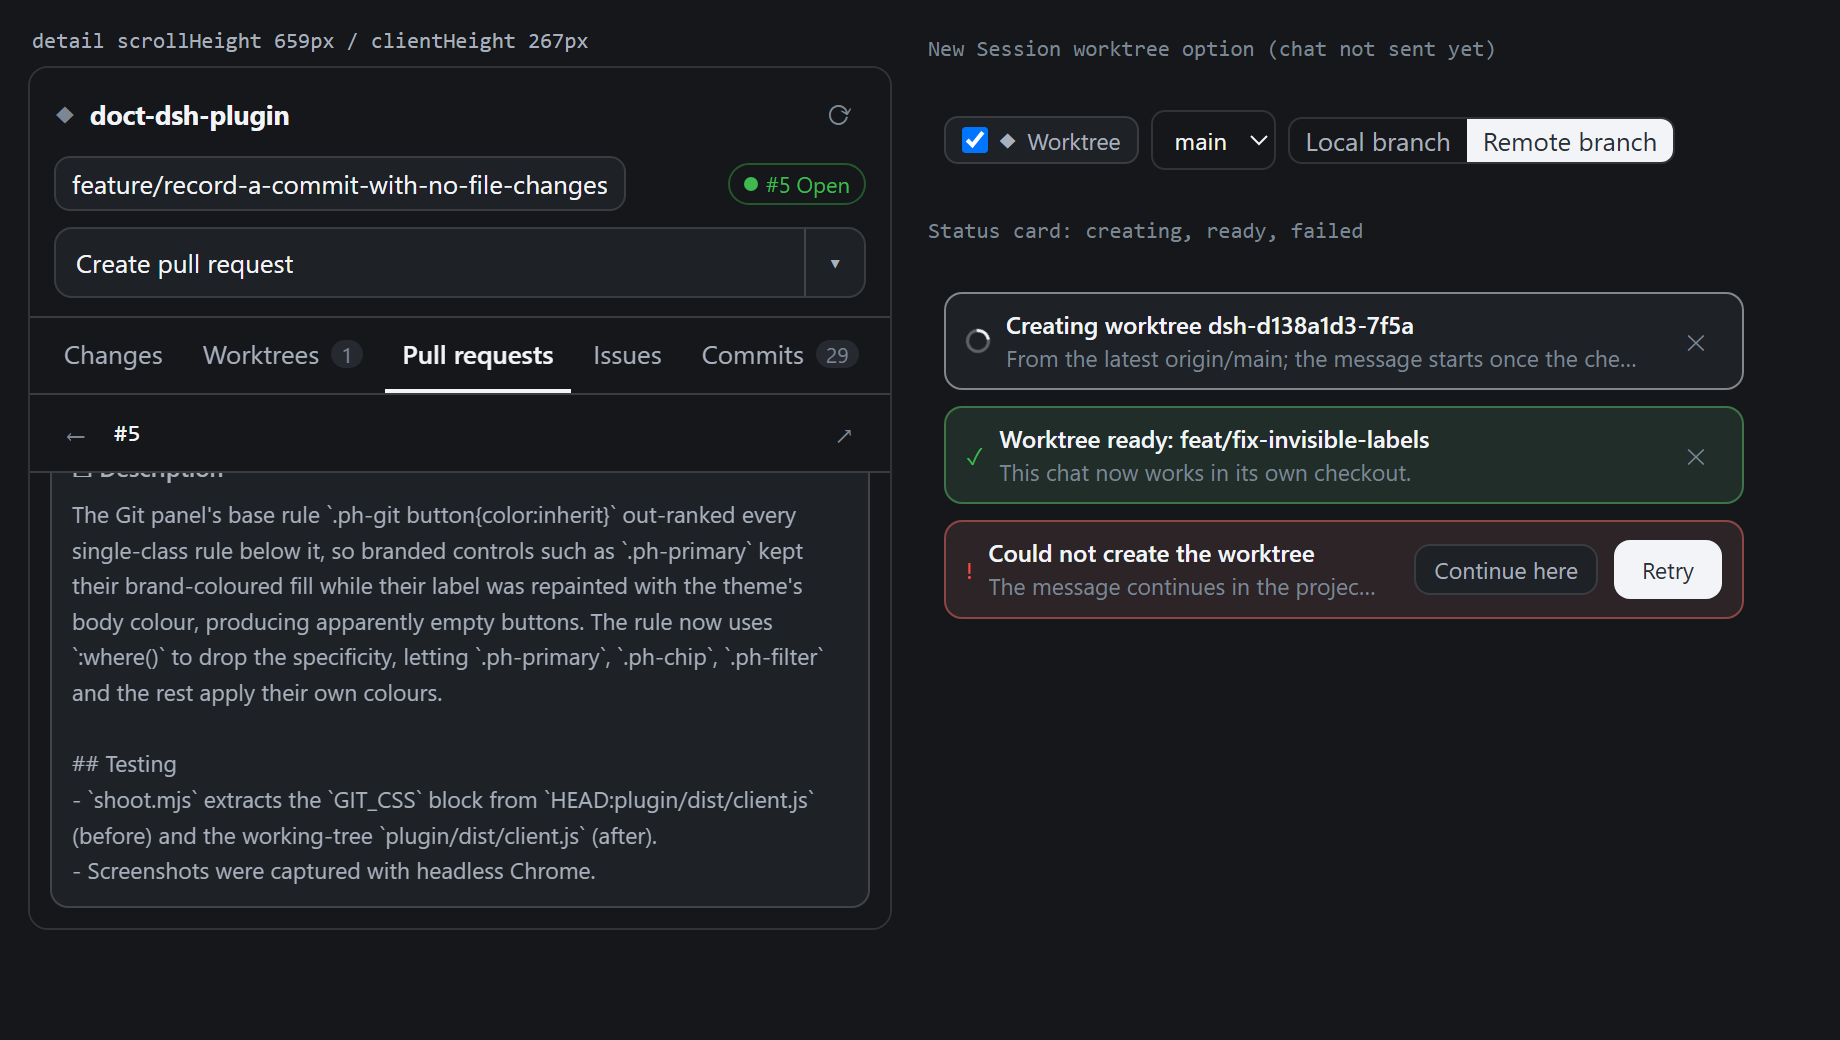 detail scrollHeight 659px / clientHeight 267px
doct-dsh-plugin
feature/record-a-commit-with-no-file-changes
#5 Open
Create pull request
Changes
Worktrees 1
Pull requests
Issues
Commits 29
#5
Description
The Git panel's base rule `.ph-git button{color:inherit}` out-ranked every
single-class rule below it, so branded controls such as `.ph-primary` kept
their brand-coloured fill while their label was repainted with the theme's
body colour, producing apparently empty buttons. The rule now uses
`:where()` to drop the specificity, letting `.ph-primary`, `.ph-chip`, `.ph-filter`
and the rest apply their own colours.
## Testing
- `shoot.mjs` extracts the `GIT_CSS` block from `HEAD:plugin/dist/client.js`
(before) and the working-tree `plugin/dist/client.js` (after).
- Screenshots were captured with headless Chrome.
New Session worktree option (chat not sent yet)
Worktree
main
Local branch
Remote branch
Status card: creating, ready, failed
Creating worktree dsh-d138a1d3-7f5a
From the latest origin/main; the message starts once the che...
Worktree ready: feat/fix-invisible-labels
This chat now works in its own checkout.
Could not create the worktree
The message continues in the projec...
Continue here
Retry